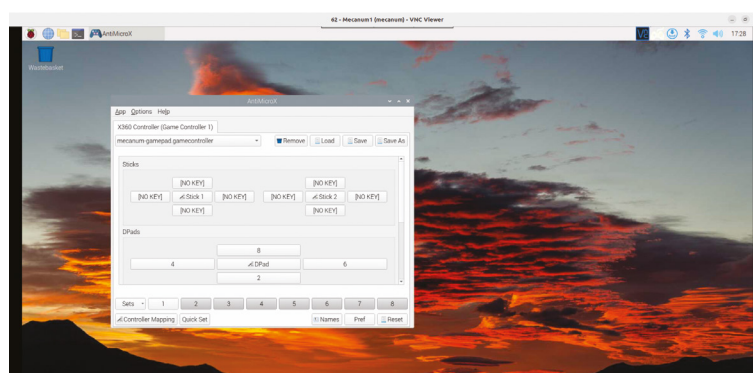 62 - Mecanum1 (mecanum) - VNC Viewer
AntiMicroX
17:28
Wastebasket
AntiMicroX
App Options Help
X360 Controller (Game Controller 1)
mecanum-gamepad.gamecontroller Remove Load Save Save As
Sticks
[NO KEY] [NO KEY]
[NO KEY] Stick 1 [NO KEY] [NO KEY] Stick 2 [NO KEY]
[NO KEY] [NO KEY]
DPads
8
4 DPad 6
2
Sets 1 2 3 4 5 6 7 8
Controller Mapping Quick Set Names Pref Reset